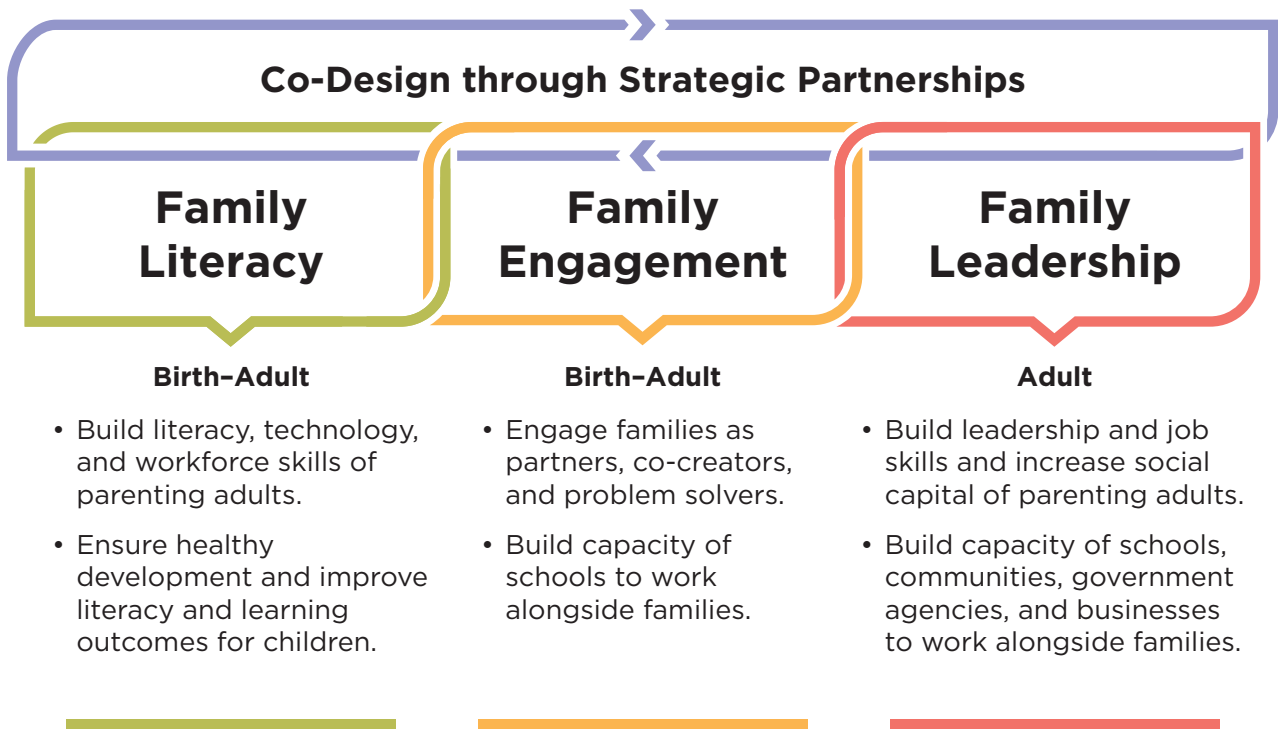 Co-Design through Strategic Partnerships
Family
Literacy
Birth–Adult
• Build literacy, technology,
and workforce skills of
parenting adults.
• Ensure healthy
development and improve
literacy and learning
outcomes for children.
Family
Engagement
Birth–Adult
• Engage families as
partners, co-creators,
and problem solvers.
• Build capacity of
schools to work
alongside families.
Family
Leadership
Adult
• Build leadership and job
skills and increase social
capital of parenting adults.
• Build capacity of schools,
communities, government
agencies, and businesses
to work alongside families.